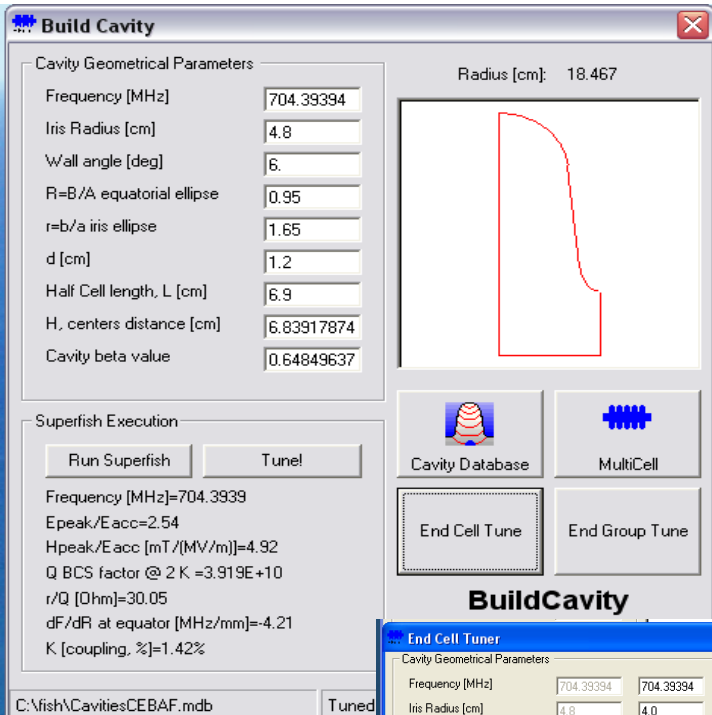 Build Cavity
Cavity Geometrical Parameters
Frequency [MHz] 704.39394
Iris Radius [cm] 4.8
Wall angle [deg] 6.
R=B/A equatorial ellipse 0.95
r=b/a iris ellipse 1.65
d [cm] 1.2
Half Cell length, L [cm] 6.9
H, centers distance [cm] 6.83917874
Cavity beta value 0.64849637
Radius [cm]: 18.467
Superfish Execution
Run Superfish Tune!
Frequency [MHz]=704.3939
Epeak/Eacc=2.54
Hpeak/Eacc [mT/(MV/m)]=4.92
Q BCS factor @ 2 K =3.919E+10
r/Q [Ohm]=30.05
dF/dR at equator [MHz/mm]=-4.21
K [coupling, %]=1.42%
Cavity Database MultiCell
End Cell Tune End Group Tune
BuildCavity
C:\fish\CavitiesCEBAF.mdb Tuned
End Cell Tuner
Cavity Geometrical Parameters
Frequency [MHz] 704.39394 704.39394
Iris Radius [cm] 4.8 4.0